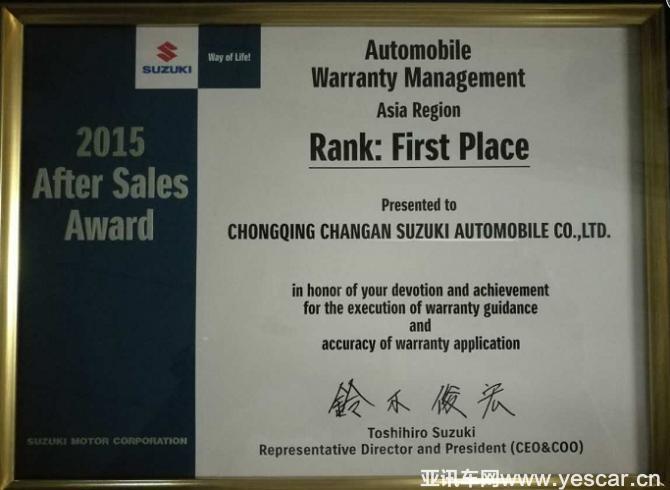 SUZUKI
Way of Life!
2015
After Sales
Award
SUZUKI MOTOR CORPORATION
Automobile
Warranty Management
Asia Region
Rank: First Place
Presented to
CHONGQING CHANGAN SUZUKI AUTOMOBILE CO.,LTD.
in honor of your devotion and achievement
for the execution of warranty guidance
and
accuracy of warranty application
鈴木俊宏
Toshihiro Suzuki
Representative Director and President (CEO&COO)
亚讯车网www.yescar.cn